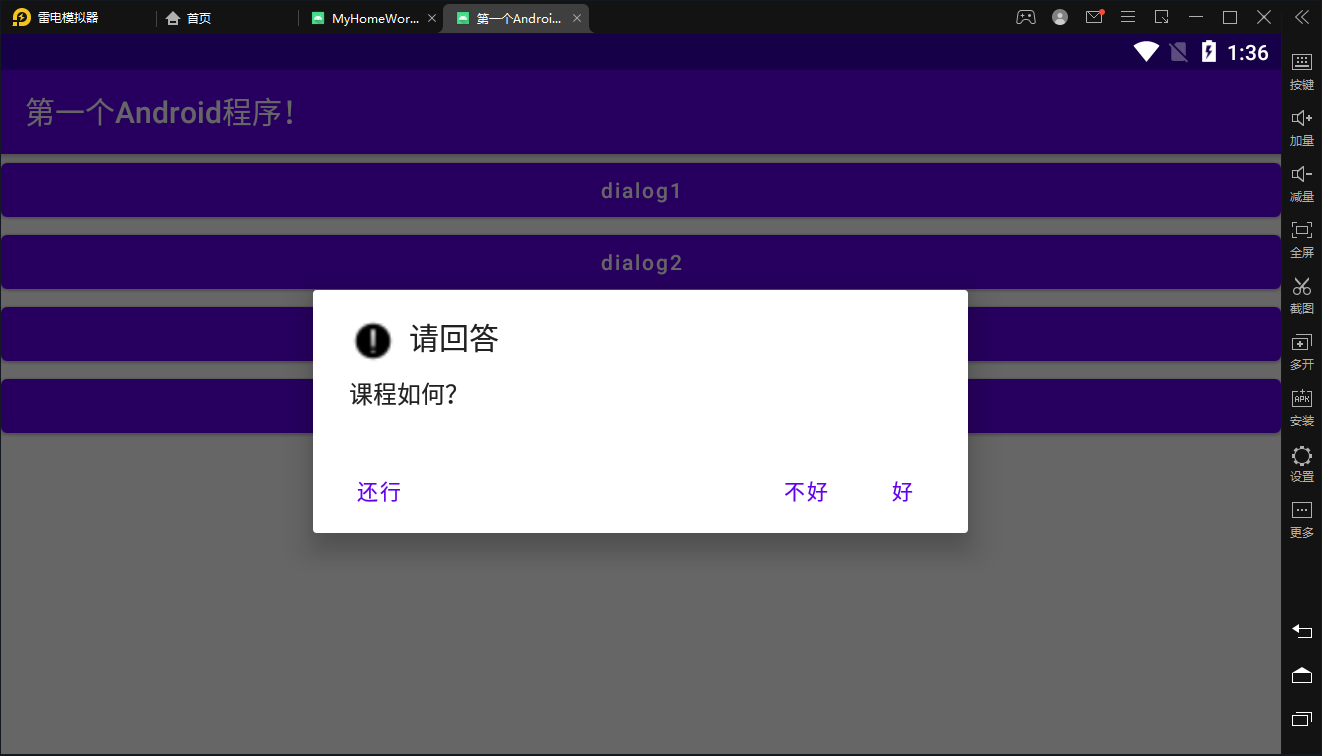 雷电模拟器
首页
MyHomeWor...
第一个Androi...
1:36
第一个Android程序！
dialog1
dialog2
请回答
课程如何？
还行
不好
好
按键
加量
减量
全屏
截图
多开
APK
安装
设置
更多